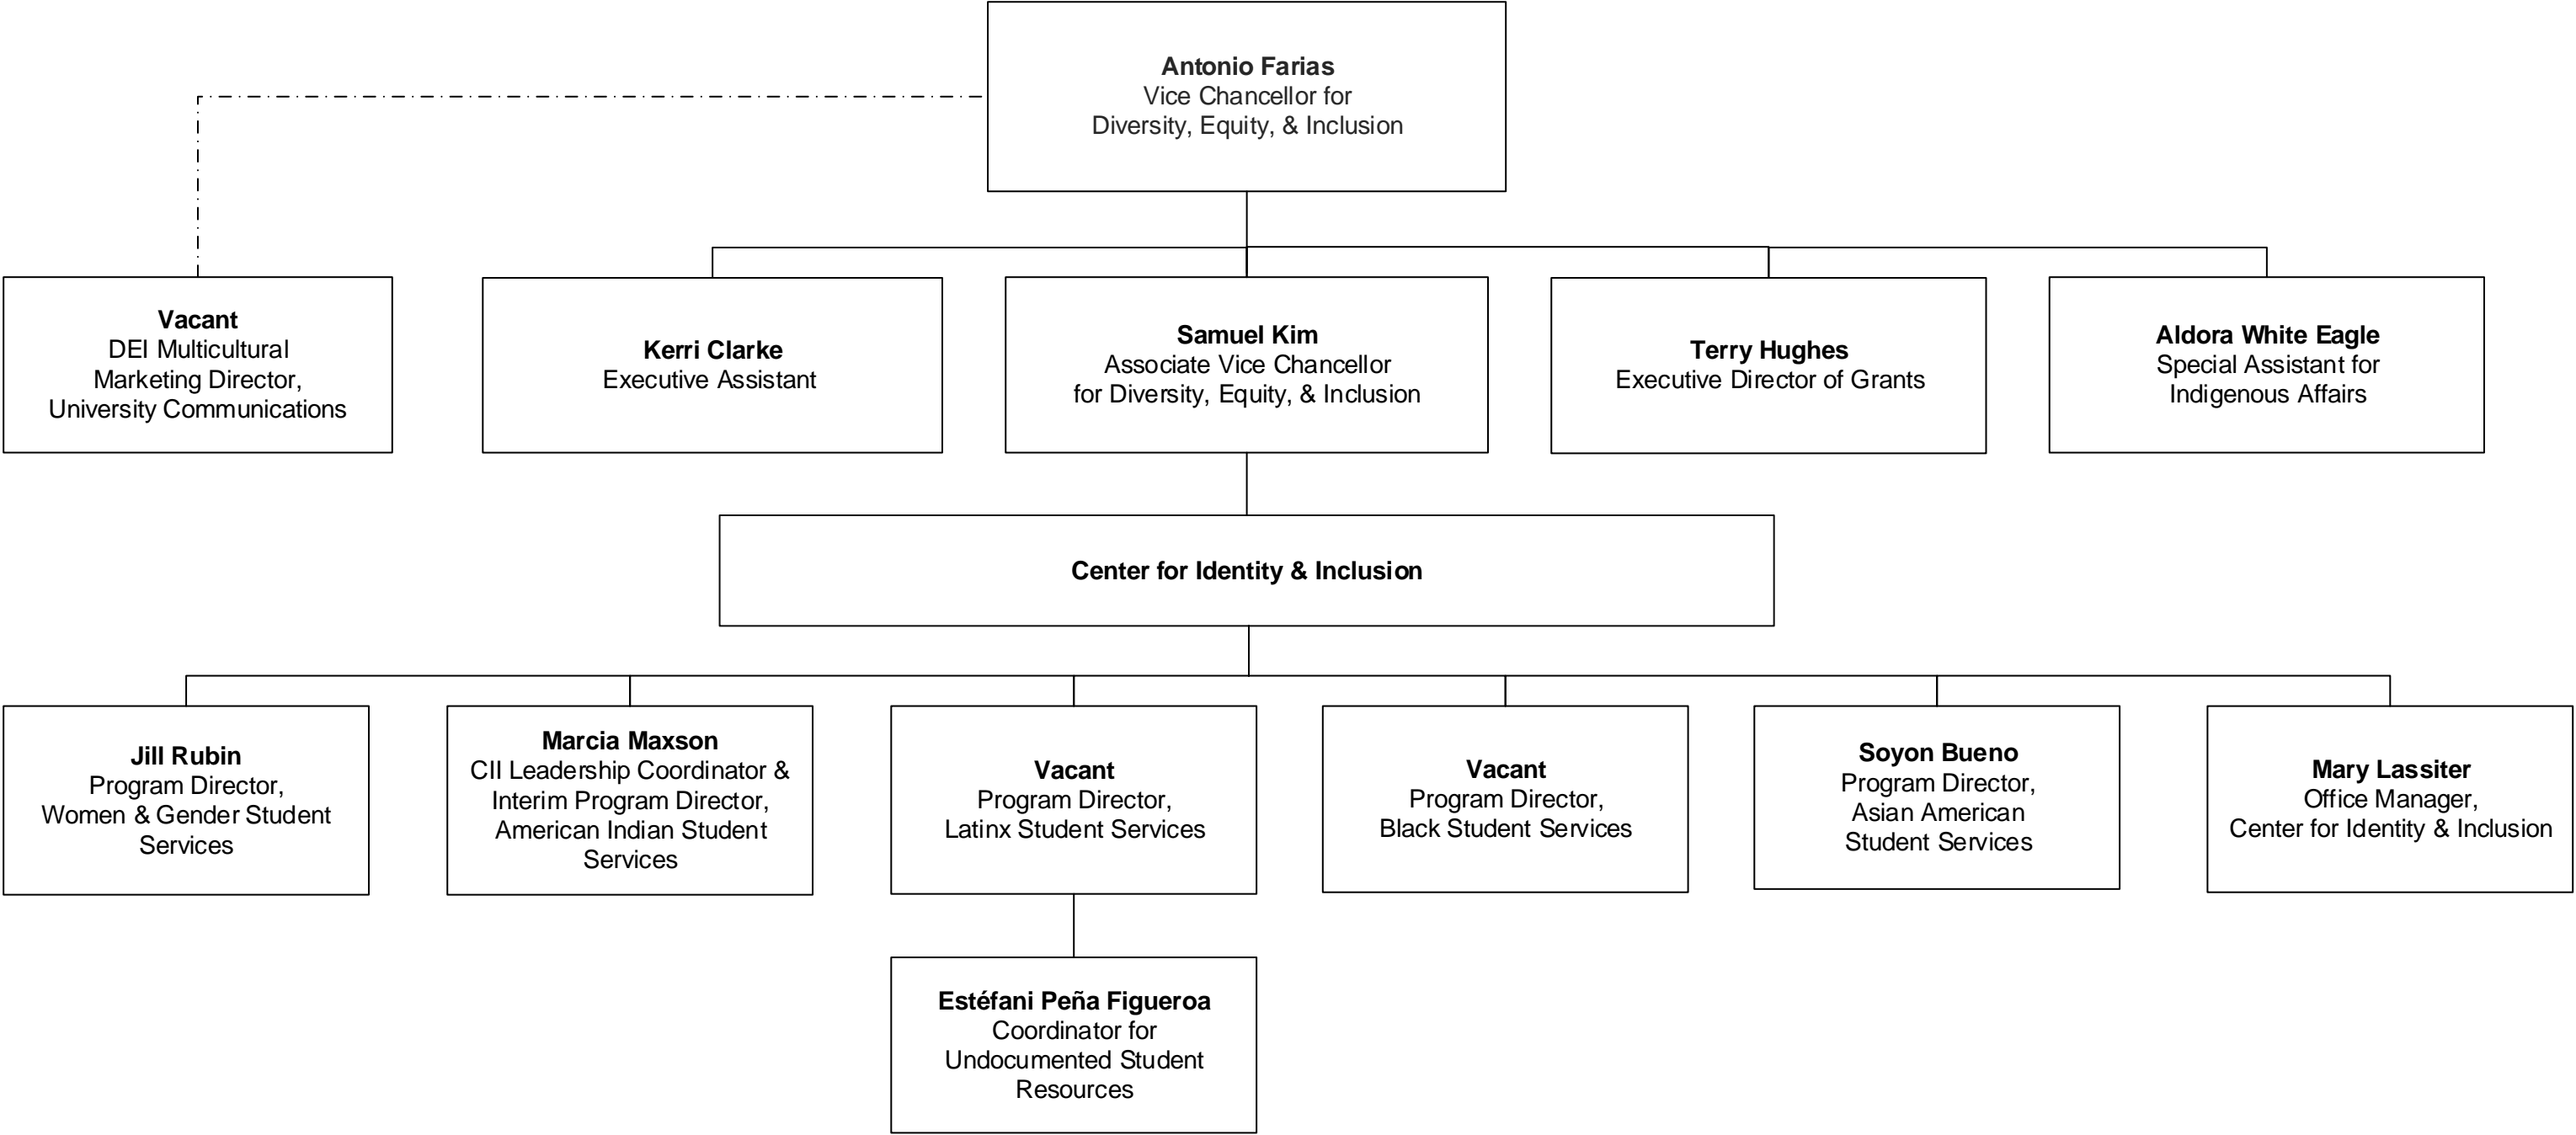 Antonio Farias
Vice Chancellor for
Diversity, Equity, & Inclusion
Vacant
DEI Multicultural
Marketing Director,
University Communications
Kerri Clarke
Executive Assistant
Samuel Kim
Associate Vice Chancellor
for Diversity, Equity, & Inclusion
Terry Hughes
Executive Director of Grants
Aldora White Eagle
Special Assistant for
Indigenous Affairs
Center for Identity & Inclusion
Jill Rubin
Program Director,
Women & Gender Student
Services
Marcia Maxson
CII Leadership Coordinator &
Interim Program Director,
American Indian Student
Services
Vacant
Program Director,
Latinx Student Services
Vacant
Program Director,
Black Student Services
Soyon Bueno
Program Director,
Asian American
Student Services
Mary Lassiter
Office Manager,
Center for Identity & Inclusion
Estéfani Peña Figueroa
Coordinator for
Undocumented Student
Resources